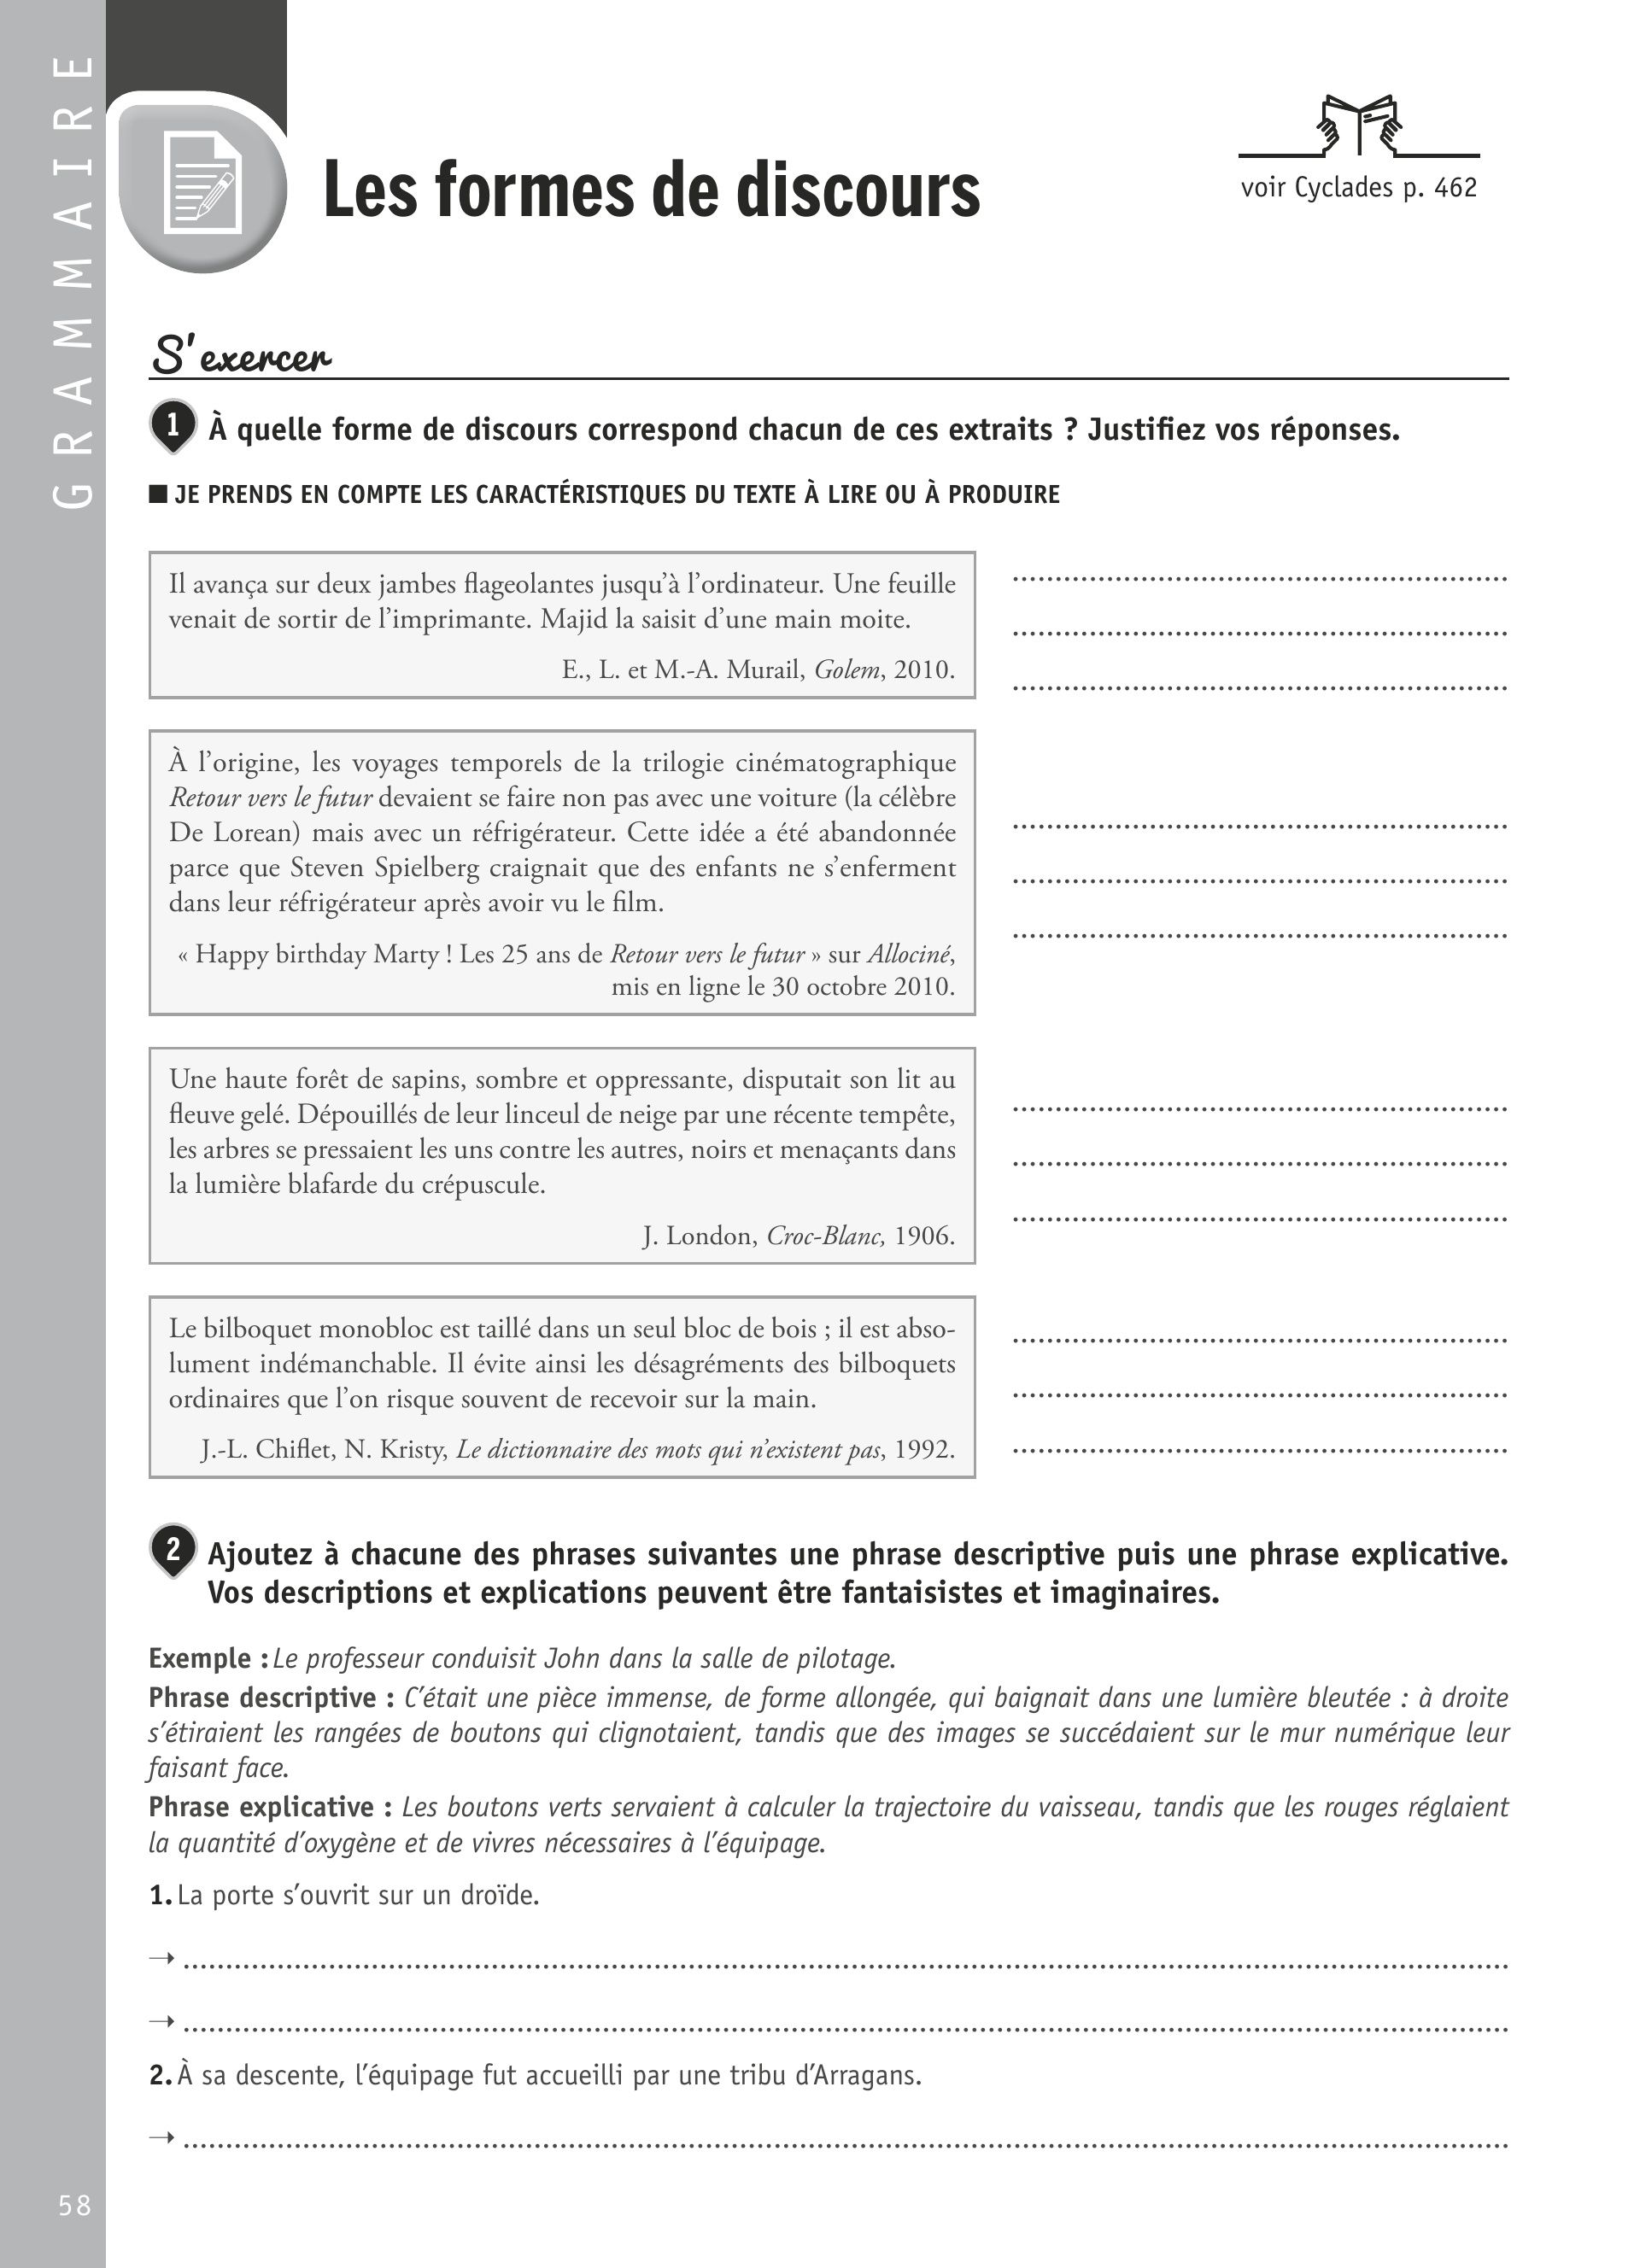 GRAMMAIRE
Les formes de discours
voir Cyclades p. 462
S'exercer
1 À quelle forme de discours correspond chacun de ces extraits ? Justifiez vos réponses.
■ JE PRENDS EN COMPTE LES CARACTÉRISTIQUES DU TEXTE À LIRE OU À PRODUIRE
Il avança sur deux jambes flageolantes jusqu’à l’ordinateur. Une feuille
venait de sortir de l’imprimante. Majid la saisit d’une main moite.
E., L. et M.-A. Murail, Golem, 2010.
À l’origine, les voyages temporels de la trilogie cinématographique
Retour vers le futur devaient se faire non pas avec une voiture (la célèbre
De Lorean) mais avec un réfrigérateur. Cette idée a été abandonnée
parce que Steven Spielberg craignait que des enfants ne s’enferment
dans leur réfrigérateur après avoir vu le film.
« Happy birthday Marty ! Les 25 ans de Retour vers le futur » sur Allociné,
mis en ligne le 30 octobre 2010.
Une haute forêt de sapins, sombre et oppressante, disputait son lit au
fleuve gelé. Dépouillés de leur linceul de neige par une récente tempête,
les arbres se pressaient les uns contre les autres, noirs et menaçants dans
la lumière blafarde du crépuscule.
J. London, Croc-Blanc, 1906.
Le bilboquet monobloc est taillé dans un seul bloc de bois ; il est abso-
lument indémanchable. Il évite ainsi les désagréments des bilboquets
ordinaires que l’on risque souvent de recevoir sur la main.
J.-L. Chiflet, N. Kristy, Le dictionnaire des mots qui n’existent pas, 1992.
2 Ajoutez à chacune des phrases suivantes une phrase descriptive puis une phrase explicative.
Vos descriptions et explications peuvent être fantaisistes et imaginaires.
Exemple : Le professeur conduisit John dans la salle de pilotage.
Phrase descriptive : C’était une pièce immense, de forme allongée, qui baignait dans une lumière bleutée : à droite
s’étiraient les rangées de boutons qui clignotaient, tandis que des images se succédaient sur le mur numérique leur
faisant face.
Phrase explicative : Les boutons verts servaient à calculer la trajectoire du vaisseau, tandis que les rouges réglaient
la quantité d’oxygène et de vivres nécessaires à l’équipage.
1. La porte s’ouvrit sur un droïde.
→
→
2. À sa descente, l’équipage fut accueilli par une tribu d’Arragans.
→
58